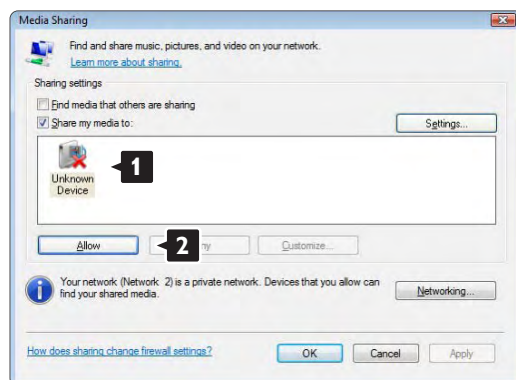 Media Sharing
Find and share music, pictures, and video on your network.
Learn more about sharing.
Sharing settings
Find media that others are sharing
Share my media to:
Settings...
Unknown
Device
1
Allow
2
ny
Customize...
Your network (Network 2) is a private network. Devices that you allow can
find your shared media.
Networking...
How does sharing change firewall settings?
OK
Cancel
Apply